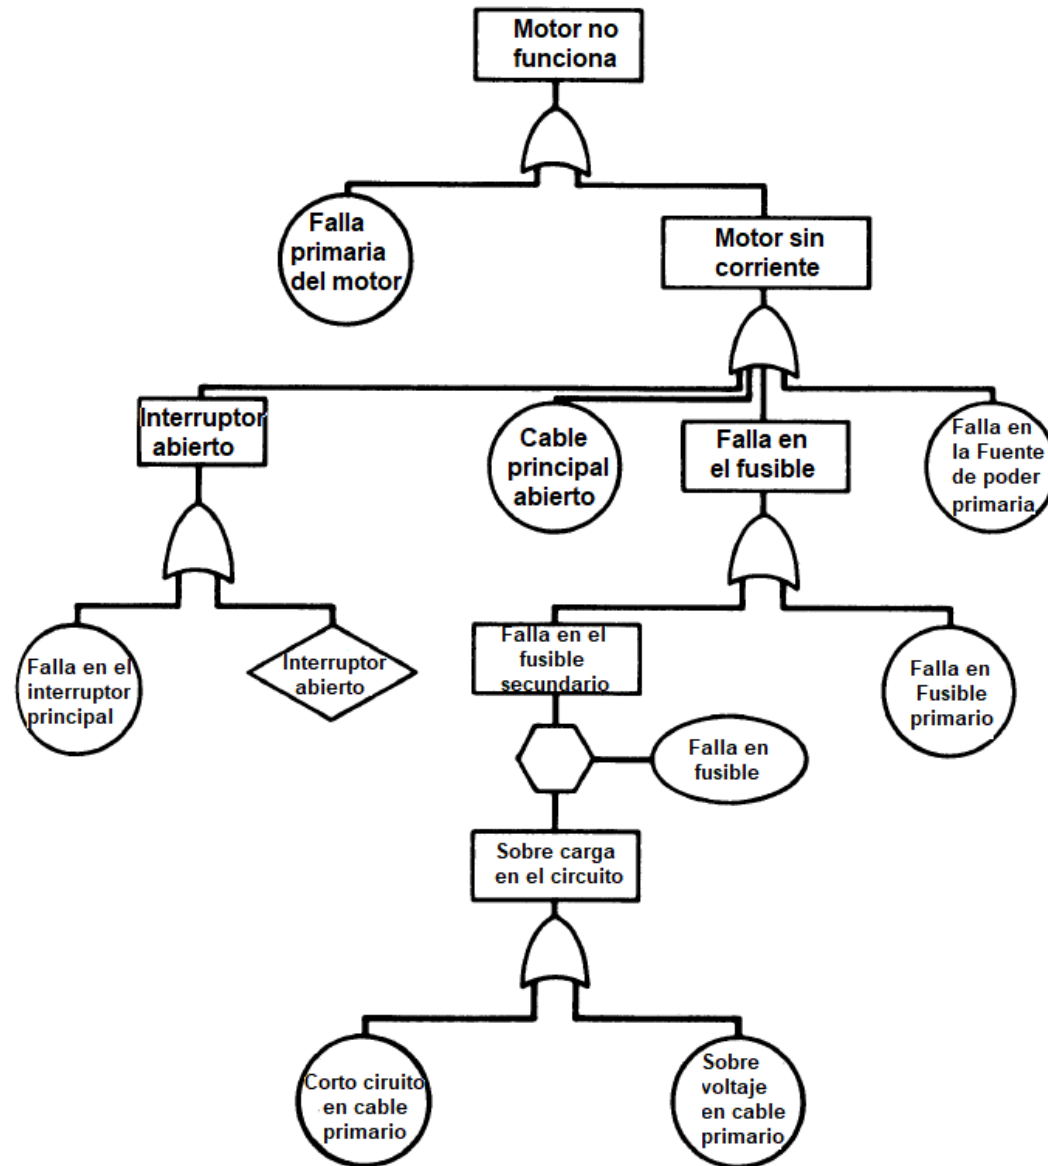 Motor no
funciona
Falla
primaria
del motor
Motor sin
corriente
Interruptor
abierto
Cable
principal
abierto
Falla en
el fusible
Falla en
la Fuente
de poder
primaria
Falla en el
interruptor
principal
Interruptor
abierto
Falla en el
fusible
secundario
Falla en
Fusible
primario
Falla en
fusible
Sobre carga
en el circuito
Corto ciruito
en cable
primario
Sobre
voltaje
en cable
primario